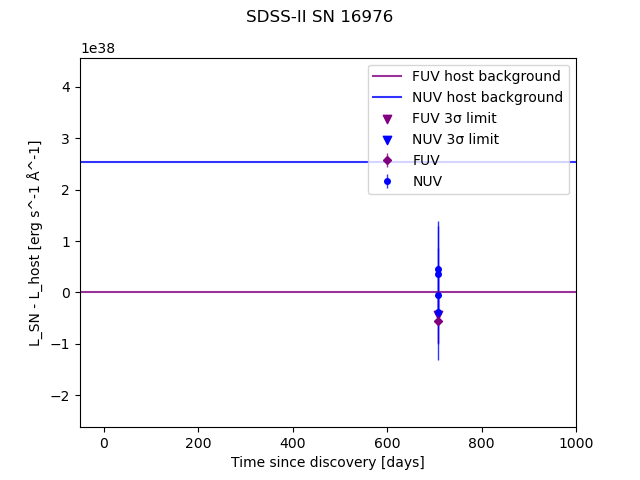 SDSS-II SN 16976
1e38
4
3
2
1
0
−1
−2
L_SN - L_host [erg s^-1 Å^-1]
FUV host background
NUV host background
FUV 3σ limit
NUV 3σ limit
FUV
NUV
0 200 400 600 800 1000
Time since discovery [days]